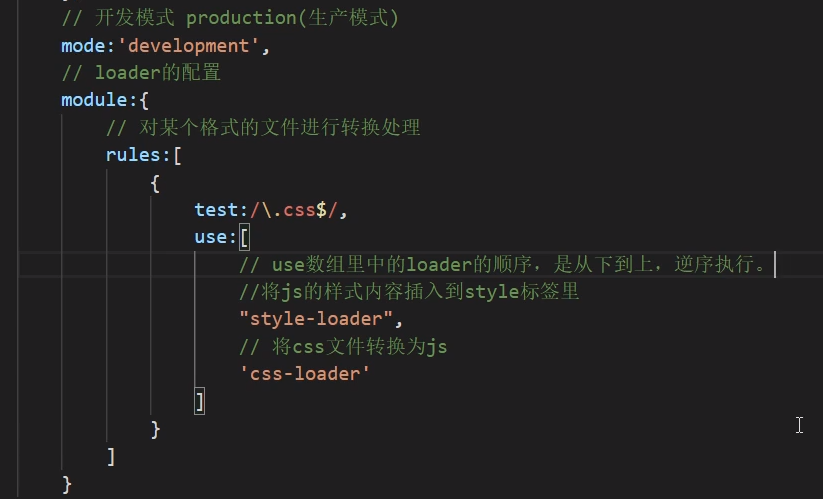 // 开发模式 production(生产模式)
mode:'development',
// loader的配置
module:{
// 对某个格式的文件进行转换处理
rules:[
{
test:/\.css$/,
use:[
// use数组里中的loader的顺序，是从下到上，逆序执行。
//将js的样式内容插入到style标签里
"style-loader",
// 将css文件转换为js
'css-loader'
]
}
]
}